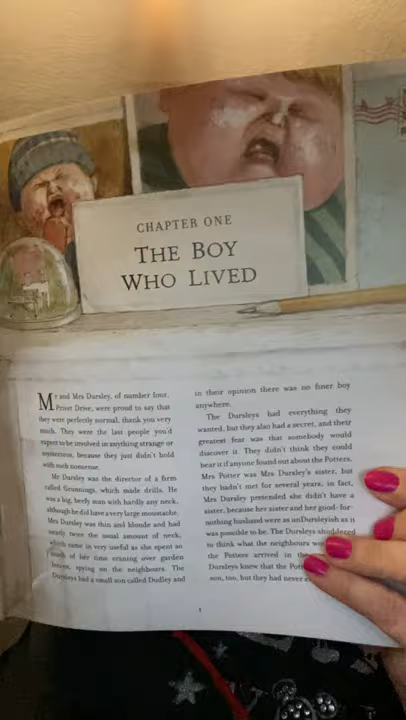 CHAPTER ONE
THE BOY
WHO LIVED
Mr and Mrs Dursley, of number four,
Privet Drive, were proud to say that
they were perfectly normal, thank you very
much. They were the last people you'd
expect to be involved in anything strange or
mysterious, because they just didn't hold
with such nonsense.
Mr Dursley was the director of a firm
called Grunnings, which made drills. He
was a big, beefy man with hardly any neck,
although he did have a very large moustache.
Mrs Dursley was thin and blonde and had
nearly twice the usual amount of neck,
which came in very useful as she spent so
much of her time craning over garden
fences, spying on the neighbours. The
Dursleys had a small son called Dudley and
in their opinion there was no finer boy
anywhere.
The Dursleys had everything they
wanted, but they also had a secret, and their
greatest fear was that somebody would
discover it. They didn't think they could
bear it if anyone found out about the Potters.
Mrs Potter was Mrs Dursley's sister, but
they hadn't met for several years; in fact,
Mrs Dursley pretended she didn't have a
sister, because her sister and her good-for-
nothing husband were as unDursleyish as it
was possible to be. The Dursleys shuddered
to think what the neighbours wou
the Potters arrived in the
Dursleys knew that the Pott
son, too, but they had never
1